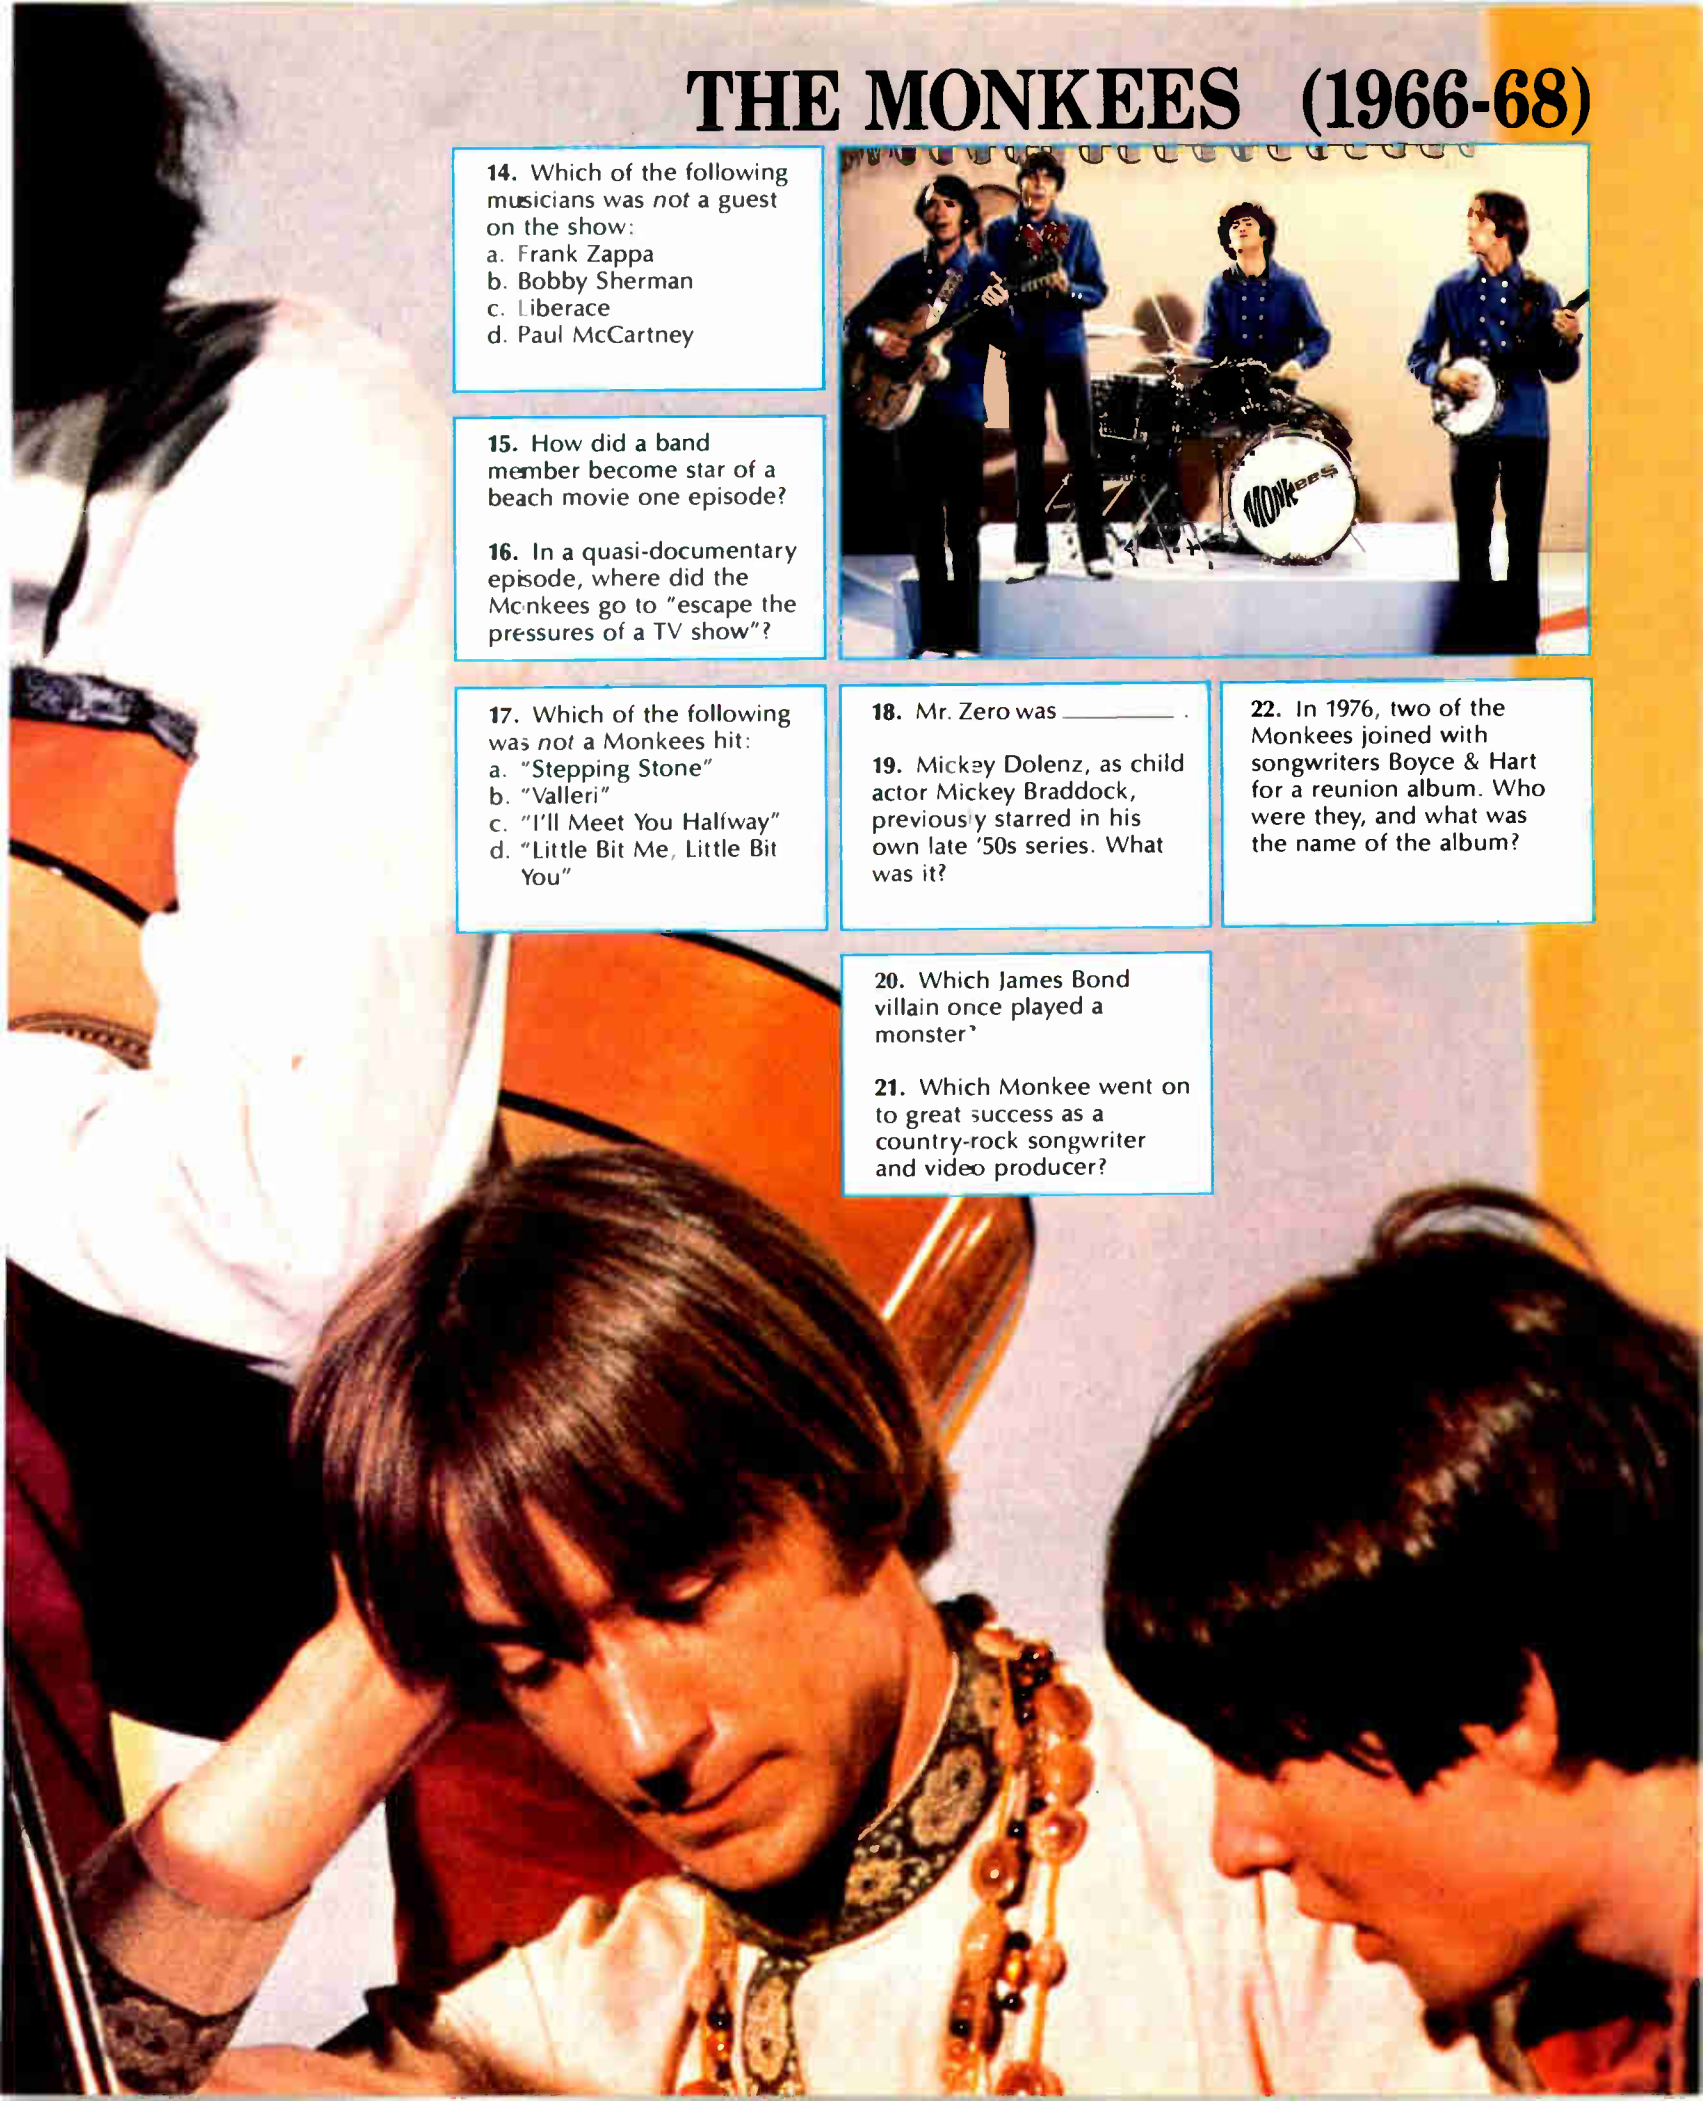 THE MONKEES (1966-68)
14. Which of the following
musicians was not a guest
on the show:
a. Frank Zappa
b. Bobby Sherman
c. Liberace
d. Paul McCartney
15. How did a band
member become star of a
beach movie one episode?
16. In a quasi-documentary
episode, where did the
Monkees go to "escape the
pressures of a TV show"?
MONKEES
17. Which of the following
was not a Monkees hit:
a. "Stepping Stone"
b. "Valleri"
c. "I'll Meet You Halfway"
d. "Little Bit Me, Little Bit
You"
18. Mr. Zero was ________ .
19. Mickey Dolenz, as child
actor Mickey Braddock,
previously starred in his
own late '50s series. What
was it?
20. Which James Bond
villain once played a
monster?
21. Which Monkee went on
to great success as a
country-rock songwriter
and video producer?
22. In 1976, two of the
Monkees joined with
songwriters Boyce & Hart
for a reunion album. Who
were they, and what was
the name of the album?